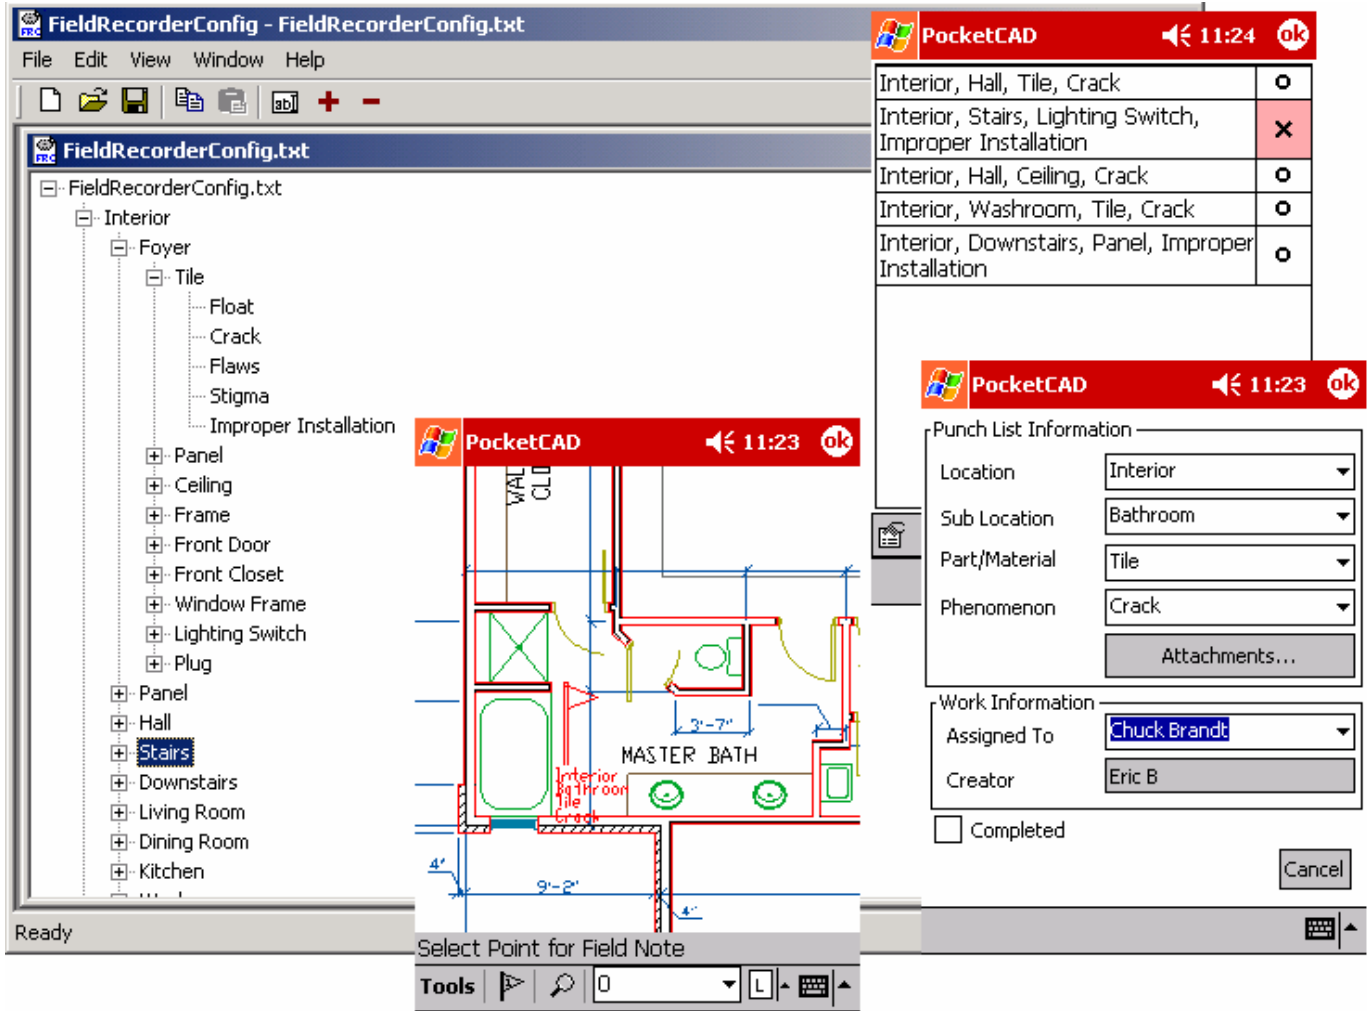 FieldRecorderConfig - FieldRecorderConfig.txt
File Edit View Window Help
FieldRecorderConfig.txt
FieldRecorderConfig.txt
Interior
Foyer
Tile
Float
Crack
Flaws
Stigma
Improper Installation
Panel
Ceiling
Frame
Front Door
Front Closet
Window Frame
Lighting Switch
Plug
Panel
Hall
Stairs
Downstairs
Living Room
Dining Room
Kitchen
Ready
PocketCAD 11:23 ok
3'-7"
MASTER BATH
Interior
Bathroom
Tile
Crack
4"
9'-2"
4"
Select Point for Field Note
Tools 0 L
PocketCAD 11:24 ok
Interior, Hall, Tile, Crack
Interior, Stairs, Lighting Switch,
Improper Installation
Interior, Hall, Ceiling, Crack
Interior, Washroom, Tile, Crack
Interior, Downstairs, Panel, Improper
Installation
PocketCAD 11:23 ok
Punch List Information
Location Interior
Sub Location Bathroom
Part/Material Tile
Phenomenon Crack
Attachments...
Work Information
Assigned To Chuck Brandt
Creator Eric B
Completed
Cancel